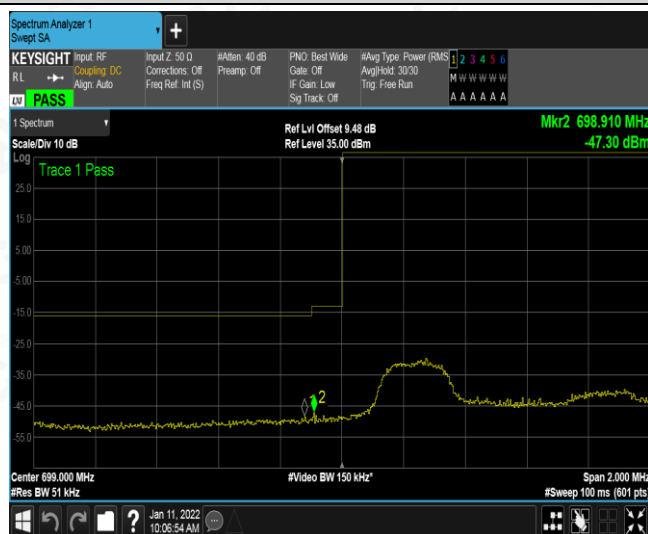 Spectrum Analyzer 1
Swept SA
KEYSIGHT
RL
LXI PASS
Input: RF
Coupling: DC
Align: Auto
Input Z: 50 Ω
Corrections: Off
Freq Ref: Int (S)
#Atten: 40 dB
Preamp: Off
PNO: Best Wide
Gate: Off
IF Gain: Low
Sig Track: Off
#Avg Type: Power (RMS
Avg|Hold: 30/30
Trig: Free Run
1 2 3 4 5 6
M W W W W W
A A A A A A
1 Spectrum
Scale/Div 10 dB
Ref Lvl Offset 9.48 dB
Ref Level 35.00 dBm
Mkr2 698.910 MHz
-47.30 dBm
Log
Trace 1 Pass
25.0
15.0
5.00
-5.00
-15.0
-25.0
-35.0
-45.0
-55.0
1 2
Center 699.000 MHz
#Res BW 51 kHz
#Video BW 150 kHz*
Span 2.000 MHz
#Sweep 100 ms (601 pts)
?
Jan 11, 2022
10:06:54 AM